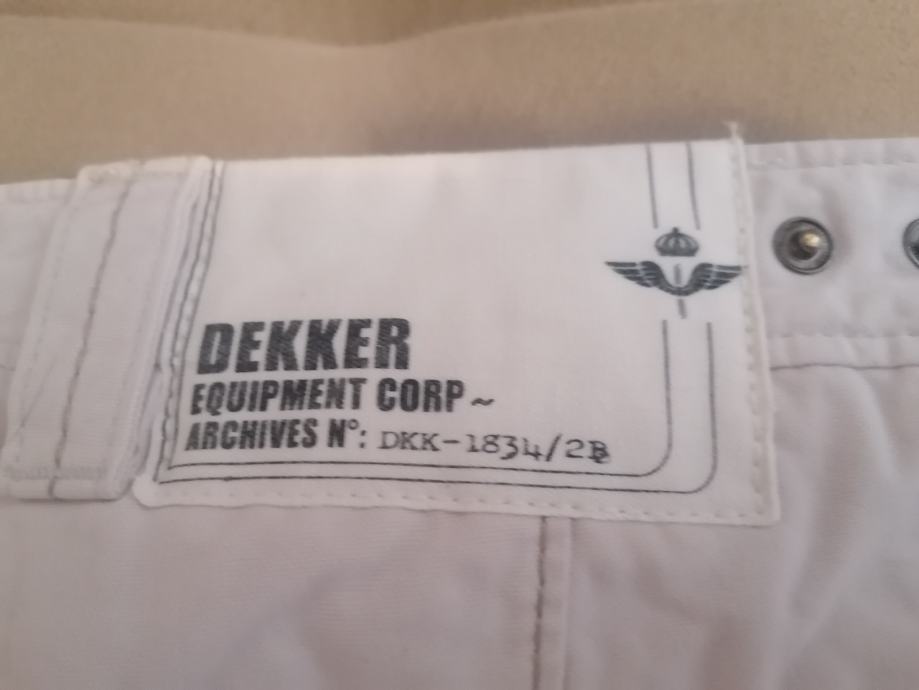 DEKKER
EQUIPMENT CORP~
ARCHIVES N°: DKK-1834/2B